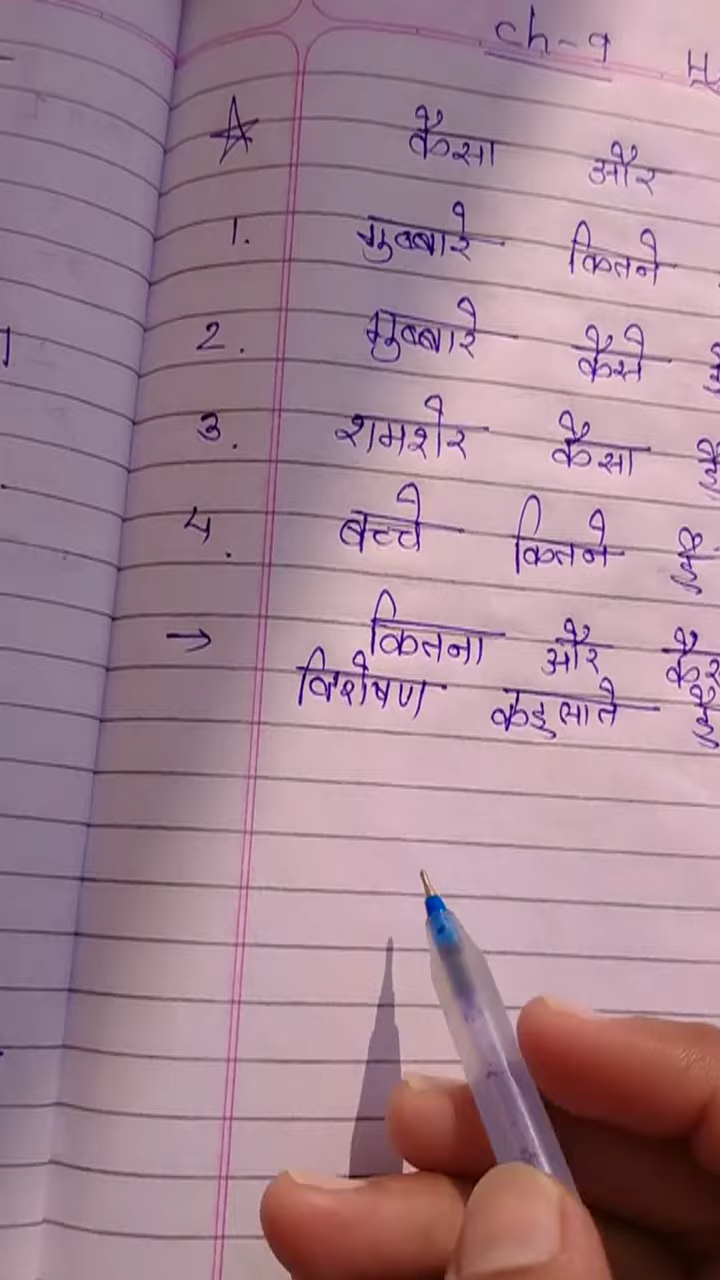 ch-9
☆ कैसा और
1. गुब्बारे कितने
2. गुब्बारे कैसे
3. शमशेर कैसा
4. बच्चे कितने हैं
→ कितना और
विशेषण कहलाते